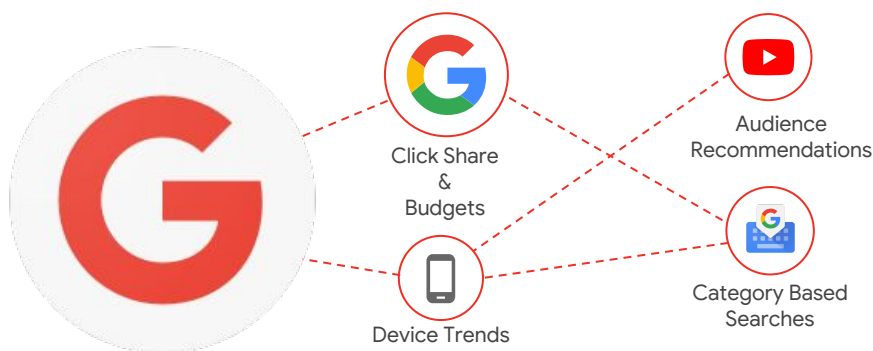 Click Share
&
Budgets
Device Trends
Audience
Recommendations
Category Based
Searches